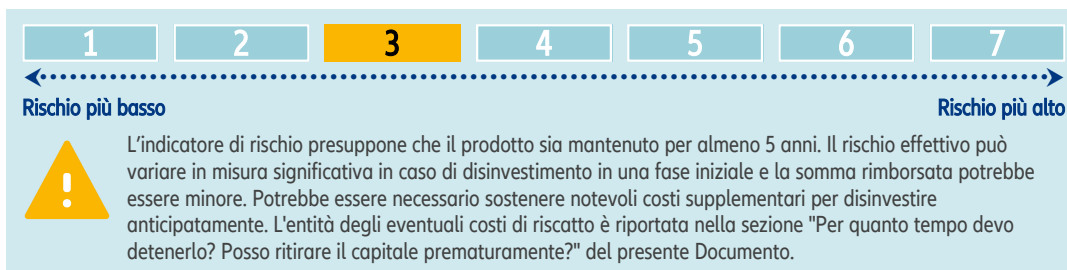 1 2 3 4 5 6 7
Rischio più basso Rischio più alto
L'indicatore di rischio presuppone che il prodotto sia mantenuto per almeno 5 anni. Il rischio effettivo può
variare in misura significativa in caso di disinvestimento in una fase iniziale e la somma rimborsata potrebbe
essere minore. Potrebbe essere necessario sostenere notevoli costi supplementari per disinvestire
anticipatamente. L'entità degli eventuali costi di riscatto è riportata nella sezione "Per quanto tempo devo
detenerlo? Posso ritirare il capitale prematuramente?" del presente Documento.